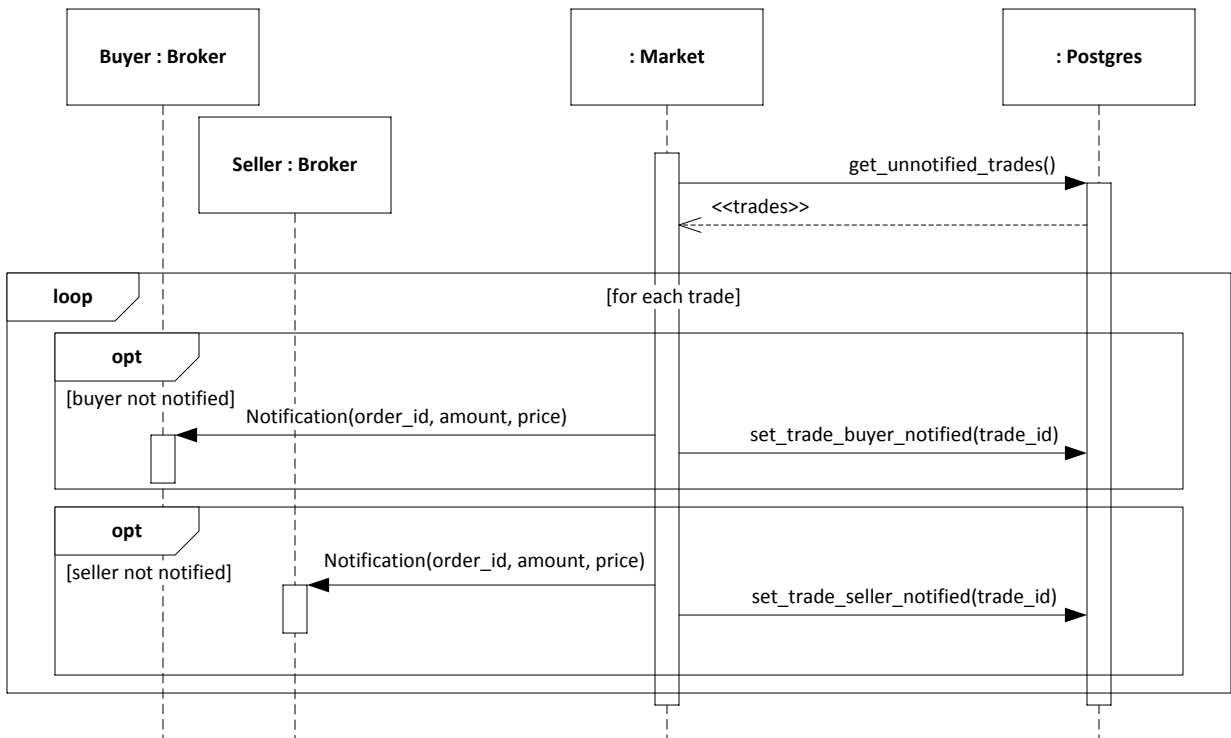 Buyer : Broker
: Market
: Postgres
Seller : Broker
get_unnotified_trades()
<<trades>>
loop
[for each trade]
opt
[buyer not notified]
Notification(order_id, amount, price)
set_trade_buyer_notified(trade_id)
opt
[seller not notified]
Notification(order_id, amount, price)
set_trade_seller_notified(trade_id)